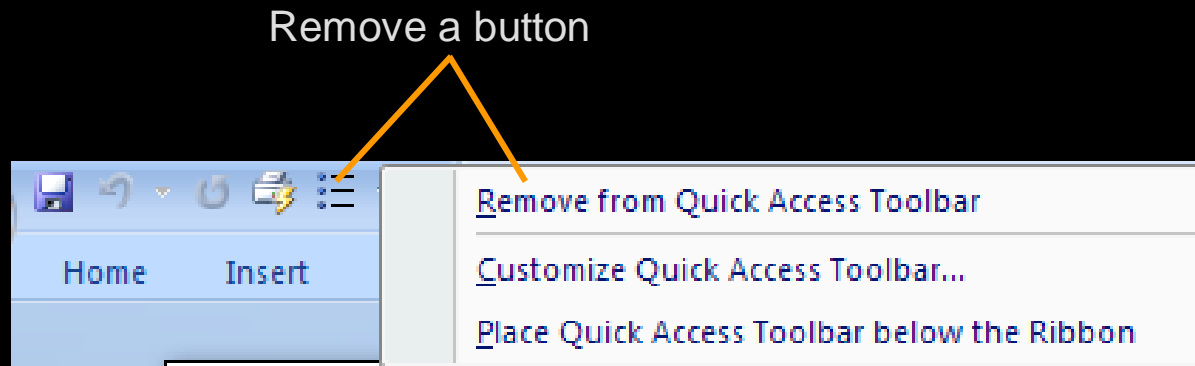 Remove a button
Remove from Quick Access Toolbar
Home Insert
Customize Quick Access Toolbar...
Place Quick Access Toolbar below the Ribbon